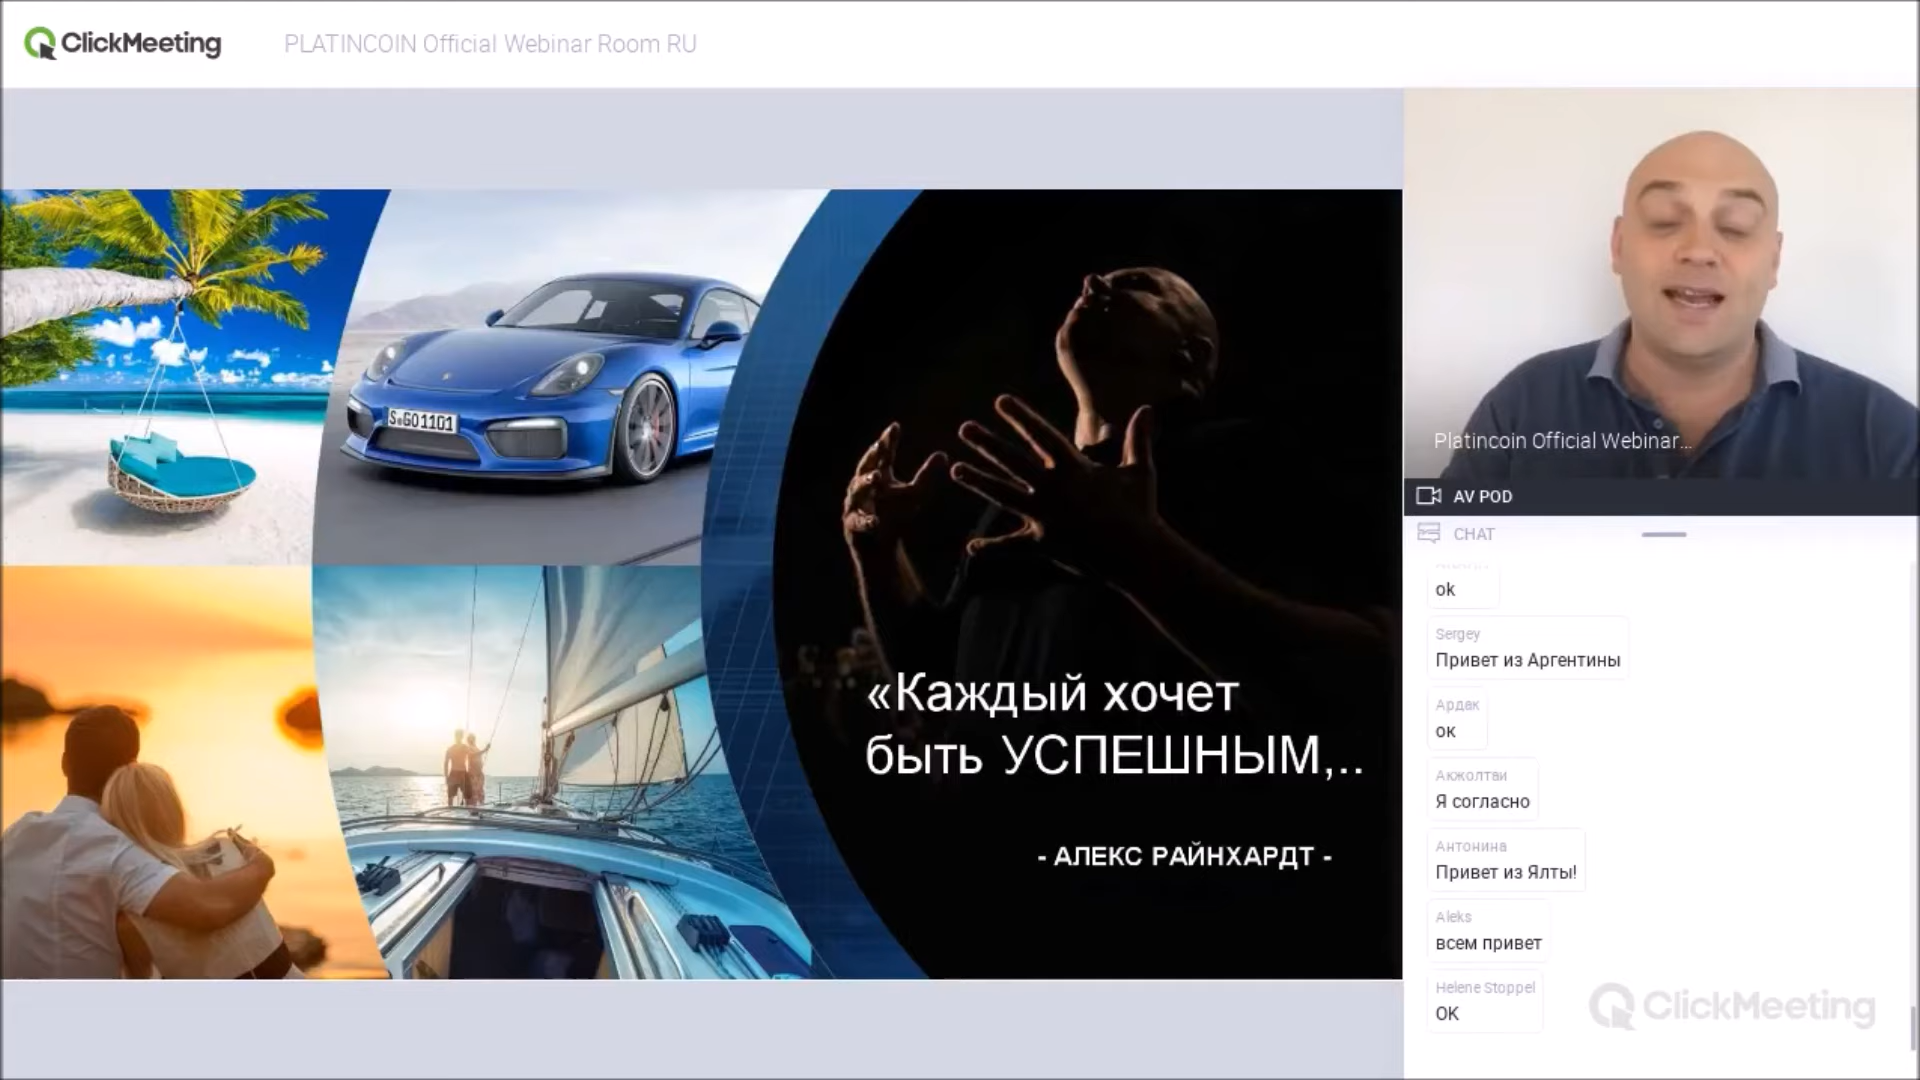 ClickMeeting
PLATINCOIN Official Webinar Room RU
S:GO1101
«Каждый хочет
быть УСПЕШНЫМ,..
- АЛЕКС РАЙНХАРДТ -
Platincoin Official Webinar...
AV POD
CHAT
ok
Sergey
Привет из Аргентины
Ардак
ок
Акжолтаи
Я согласно
Антонина
Привет из Ялты!
Aleks
всем привет
Helene Stoppel
OK
ClickMeeting